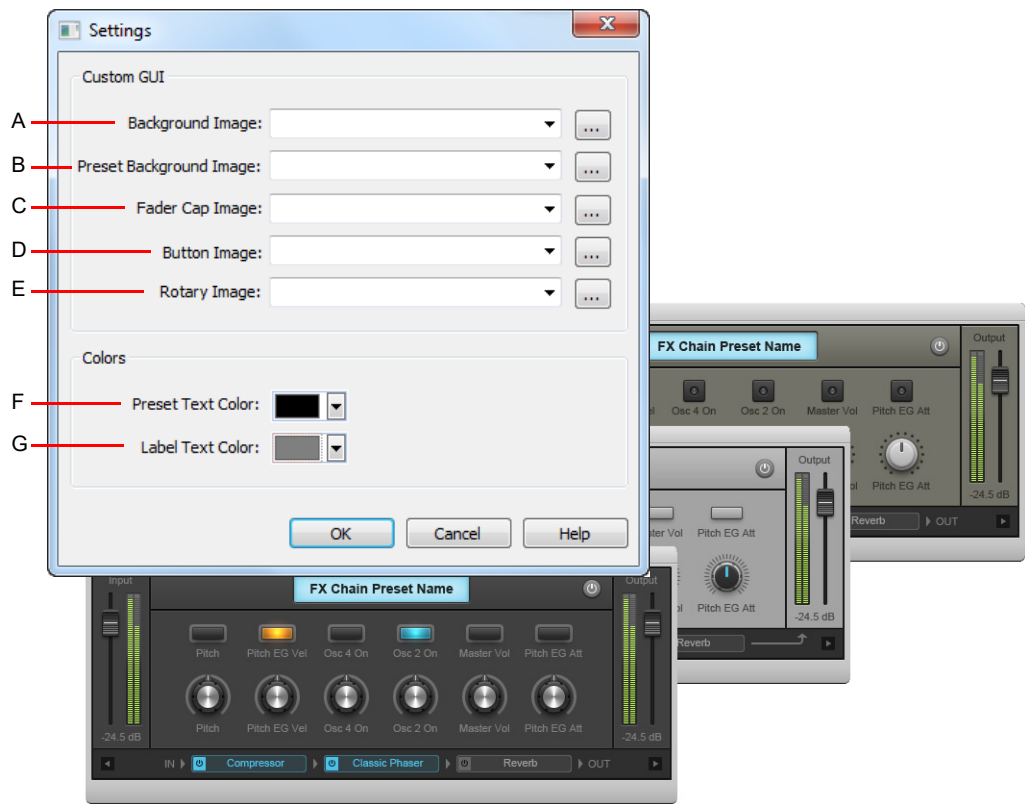 Settings
X
Custom GUI
A
Background Image:
...
B
Preset Background Image:
...
C
Fader Cap Image:
...
D
Button Image:
...
E
Rotary Image:
...
Colors
F
Preset Text Color:
G
Label Text Color:
OK
Cancel
Help
FX Chain Preset Name
Output
Osc 4 On
Osc 2 On
Master Vol
Pitch EG Att
Pitch EG Att
-24.5 dB
Reverb
OUT
Output
Pitch EG Att
Pitch EG Att
-24.5 dB
Reverb
Input
FX Chain Preset Name
Output
Pitch
Pitch EG Vel
Osc 4 On
Osc 2 On
Master Vol
Pitch EG Att
Pitch
Pitch EG Vel
Osc 4 On
Osc 2 On
Master Vol
Pitch EG Att
-24.5 dB
-24.5 dB
IN
Compressor
Classic Phaser
Reverb
OUT